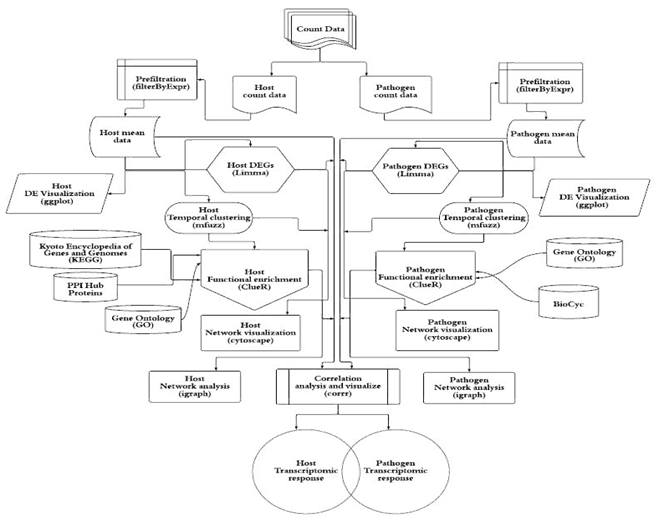 Count Data
Prefiltration
(filterByExpr)
Host
count data
Pathogen
count data
Prefiltration
(filterByExpr)
Host mean
data
Pathogen mean
data
Host DEGs
(Limma)
Pathogen DEGs
(Limma)
Host
DE Visualization
(ggplot)
Pathogen
DE Visualization
(ggplot)
Host
Temporal clustering
(mfuzz)
Pathogen
Temporal clustering
(mfuzz)
Kyoto Encyclopedia of
Genes and Genomes
(KEGG)
PPI Hub
Proteins
Gene Ontology
(GO)
Host
Functional enrichment
(ClueR)
Pathogen
Functional enrichment
(ClueR)
Gene Ontology
(GO)
BioCyc
Host
Network visualization
(cytoscape)
Pathogen
Network visualization
(cytoscape)
Host
Network analysis
(igraph)
Correlation
analysis and visualize
(corrr)
Pathogen
Network analysis
(igraph)
Host
Transcriptomic
response
Pathogen
Transcriptomic
response